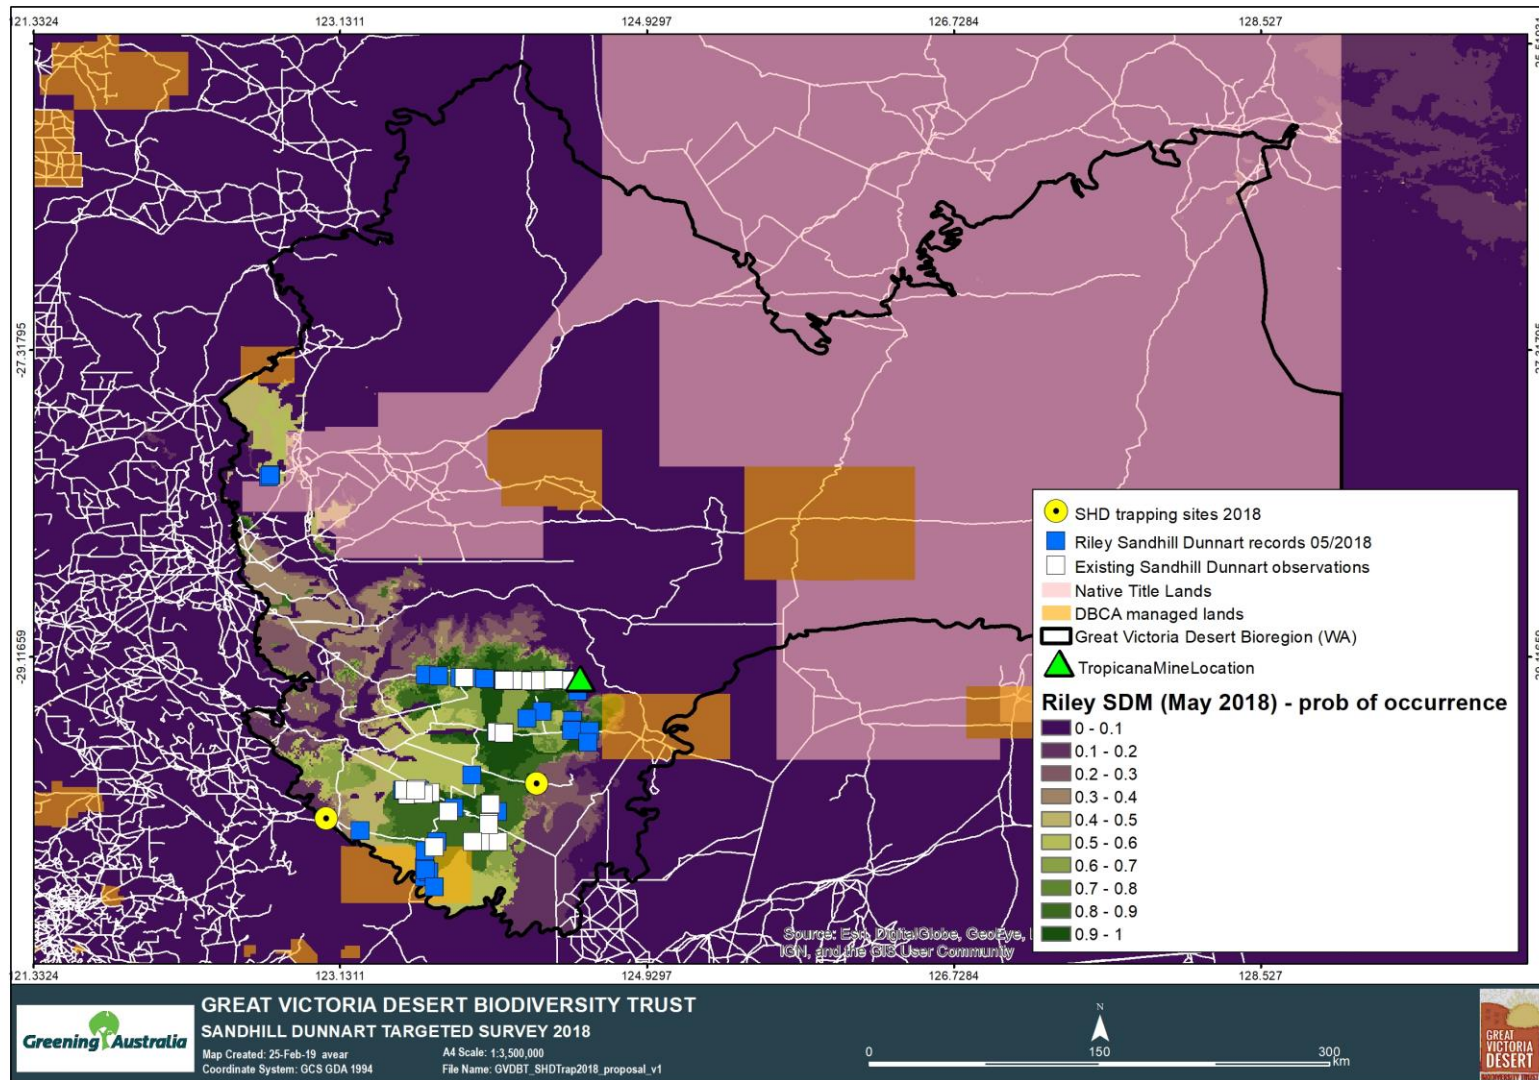 121.3324 123.1311 124.9297 126.7284 128.527
-27.31795
-29.11659
SHD trapping sites 2018
Riley Sandhill Dunnart records 05/2018
Existing Sandhill Dunnart observations
Native Title Lands
DBCA managed lands
Great Victoria Desert Bioregion (WA)
TropicanaMineLocation
Riley SDM (May 2018) - prob of occurrence
0 - 0.1
0.1 - 0.2
0.2 - 0.3
0.3 - 0.4
0.4 - 0.5
0.5 - 0.6
0.6 - 0.7
0.7 - 0.8
0.8 - 0.9
0.9 - 1
Source: Esri, DigitalGlobe, GeoEye,
IGN, and the GIS User Community
121.3324 123.1311 124.9297 126.7284 128.527
Greening Australia
GREAT VICTORIA DESERT BIODIVERSITY TRUST
SANDHILL DUNNART TARGETED SURVEY 2018
Map Created: 25-Feb-19 avear A4 Scale: 1:3,500,000
Coordinate System: GCS GDA 1994 File Name: GVDBT_SHDTrap2018_proposal_v1
N
0 150 300
km
GREAT
VICTORIA
DESERT
BIODIVERSITY TRUST